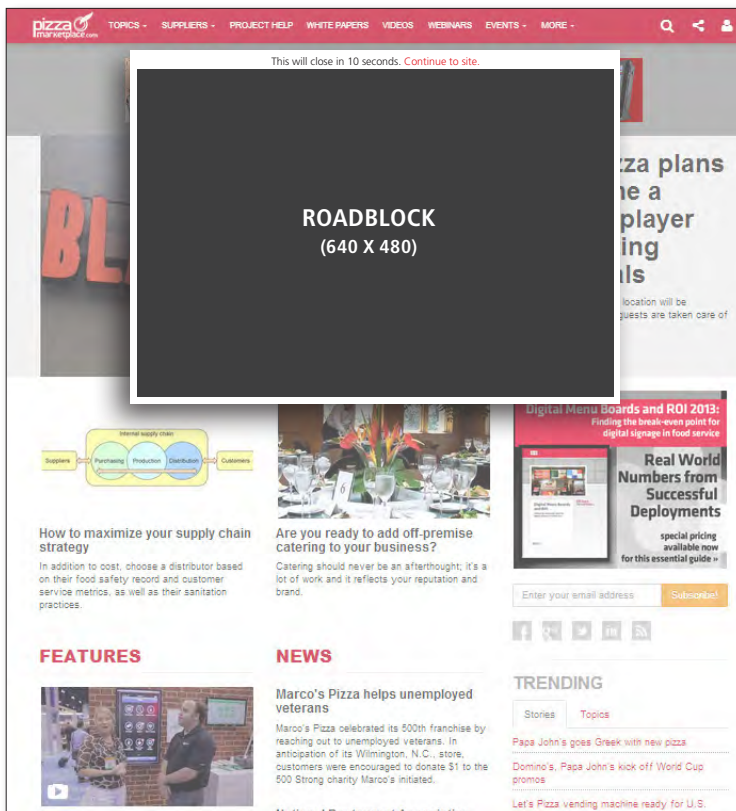 pizza
marketplace.com
TOPICS
SUPPLIERS
PROJECT HELP
WHITE PAPERS
VIDEOS
WEBINARS
EVENTS
MORE
This will close in 10 seconds. Continue to site.
ROADBLOCK
(640 X 480)
BL
zza plans
ne a
player
ing
ls
location will be
guests are taken care of
Internal supply chain
Suppliers
Purchasing
Production
Distribution
Customers
6
Digital Menu Boards and ROI 2013:
Finding the break-even point for
digital signage in food service
Real World
Numbers from
Successful
Deployments
special pricing
available now
for this essential guide »
How to maximize your supply chain
strategy
In addition to cost, choose a distributor based
on their food safety record and customer
service metrics, as well as their sanitation
practices.
Are you ready to add off-premise
catering to your business?
Catering should never be an afterthought; it's a
lot of work and it reflects your reputation and
brand.
Enter your email address
Subscribe!
FEATURES
NEWS
Marco's Pizza helps unemployed
veterans
Marco's Pizza celebrated its 500th franchise by
reaching out to unemployed veterans. In
anticipation of its Wilmington, N.C., store,
customers were encouraged to donate $1 to the
500 Strong charity Marco's initiated.
TRENDING
Stories
Topics
Papa John's goes Greek with new pizza
Domino's, Papa John's kick off World Cup
promos
Let's Pizza vending machine ready for U.S.